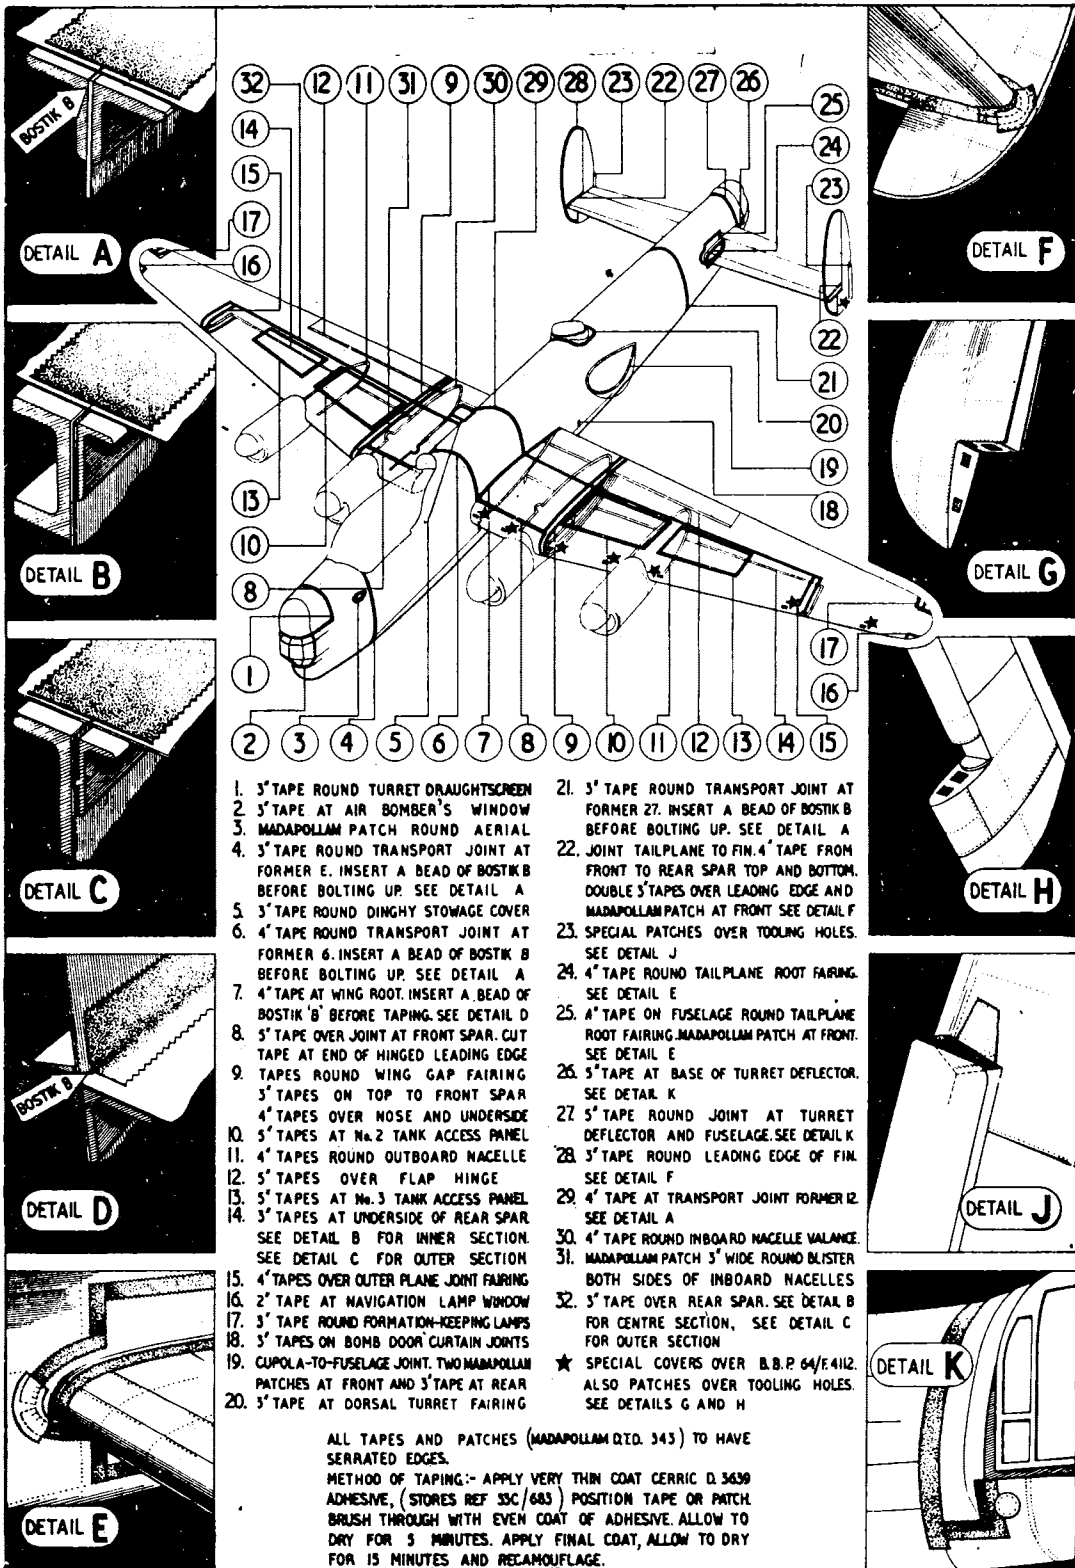 32 12 11 31 9 30 29 28 23 22 27 26
25
14
24
15
23
17
16
22
21
20
19
13
18
10
8
17
1
16
2 3 4 5 6 7 8 9 10 11 12 13 14 15
BOSTIK B
DETAIL A
DETAIL B
DETAIL C
BOSTIK B
DETAIL D
DETAIL E
DETAIL F
DETAIL G
DETAIL H
DETAIL J
DETAIL K
1. 3" TAPE ROUND TURRET DRAUGHTSCREEN
2. 3" TAPE AT AIR BOMBER'S WINDOW
3. MADAPOLLAM PATCH ROUND AERIAL
4. 3" TAPE ROUND TRANSPORT JOINT AT
FORMER E. INSERT A BEAD OF BOSTIK B
BEFORE BOLTING UP. SEE DETAIL A
5. 3" TAPE ROUND DINGHY STOWAGE COVER
6. 4" TAPE ROUND TRANSPORT JOINT AT
FORMER 6. INSERT A BEAD OF BOSTIK B
BEFORE BOLTING UP. SEE DETAIL A
7. 4" TAPE AT WING ROOT. INSERT A BEAD OF
BOSTIK 'B' BEFORE TAPING. SEE DETAIL D
8. 5" TAPE OVER JOINT AT FRONT SPAR. CUT
TAPE AT END OF HINGED LEADING EDGE
9. TAPES ROUND WING GAP FAIRING
3" TAPES ON TOP TO FRONT SPAR
4" TAPES OVER NOSE AND UNDERSIDE
10. 5" TAPES AT No. 2 TANK ACCESS PANEL
11. 4" TAPES ROUND OUTBOARD NACELLE
12. 5" TAPES OVER FLAP HINGE
13. 5" TAPES AT No. 3 TANK ACCESS PANEL
14. 3" TAPES AT UNDERSIDE OF REAR SPAR
SEE DETAIL B FOR INNER SECTION.
SEE DETAIL C FOR OUTER SECTION
15. 4" TAPES OVER OUTER PLANE JOINT FAIRING
16. 2" TAPE AT NAVIGATION LAMP WINDOW
17. 3" TAPE ROUND FORMATION-KEEPING LAMPS
18. 3" TAPES ON BOMB DOOR CURTAIN JOINTS
19. CUPOLA-TO-FUSELAGE JOINT. TWO MADAPOLLAM
PATCHES AT FRONT AND 3" TAPE AT REAR
20. 3" TAPE AT DORSAL TURRET FAIRING
21. 3" TAPE ROUND TRANSPORT JOINT AT
FORMER 27. INSERT A BEAD OF BOSTIK B
BEFORE BOLTING UP. SEE DETAIL A
22. JOINT TAILPLANE TO FIN. 4" TAPE FROM
FRONT TO REAR SPAR TOP AND BOTTOM.
DOUBLE 3" TAPES OVER LEADING EDGE AND
MADAPOLLAM PATCH AT FRONT SEE DETAIL F
23. SPECIAL PATCHES OVER TOOLING HOLES.
SEE DETAIL J
24. 4" TAPE ROUND TAILPLANE ROOT FAIRING.
SEE DETAIL E
25. 4" TAPE ON FUSELAGE ROUND TAILPLANE
ROOT FAIRING. MADAPOLLAM PATCH AT FRONT.
SEE DETAIL E
26. 5" TAPE AT BASE OF TURRET DEFLECTOR.
SEE DETAIL K
27. 5" TAPE ROUND JOINT AT TURRET
DEFLECTOR AND FUSELAGE. SEE DETAIL K
28. 3" TAPE ROUND LEADING EDGE OF FIN.
SEE DETAIL F
29. 4" TAPE AT TRANSPORT JOINT FORMER 12.
SEE DETAIL A
30. 4" TAPE ROUND INBOARD NACELLE VALANCE.
31. MADAPOLLAM PATCH 3" WIDE ROUND BLISTER
BOTH SIDES OF INBOARD NACELLES
32. 3" TAPE OVER REAR SPAR. SEE DETAIL B
FOR CENTRE SECTION, SEE DETAIL C
FOR OUTER SECTION
★ SPECIAL COVERS OVER B.B.P. 64/F.4112.
ALSO PATCHES OVER TOOLING HOLES.
SEE DETAILS G AND H
ALL TAPES AND PATCHES (MADAPOLLAM D.T.D. 343) TO HAVE
SERRATED EDGES.
METHOD OF TAPING:- APPLY VERY THIN COAT CERRIC D. 3639
ADHESIVE, (STORES REF 33C/683) POSITION TAPE OR PATCH
BRUSH THROUGH WITH EVEN COAT OF ADHESIVE. ALLOW TO
DRY FOR 5 MINUTES. APPLY FINAL COAT, ALLOW TO DRY
FOR 15 MINUTES AND RECAMOUFLAGE.